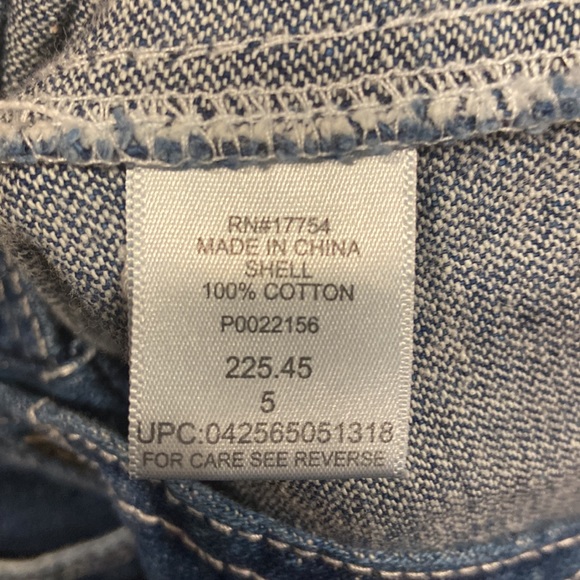 RN#17754
MADE IN CHINA
SHELL
100% COTTON
P0022156
225.45
5
UPC:042565051318
FOR CARE SEE REVERSE